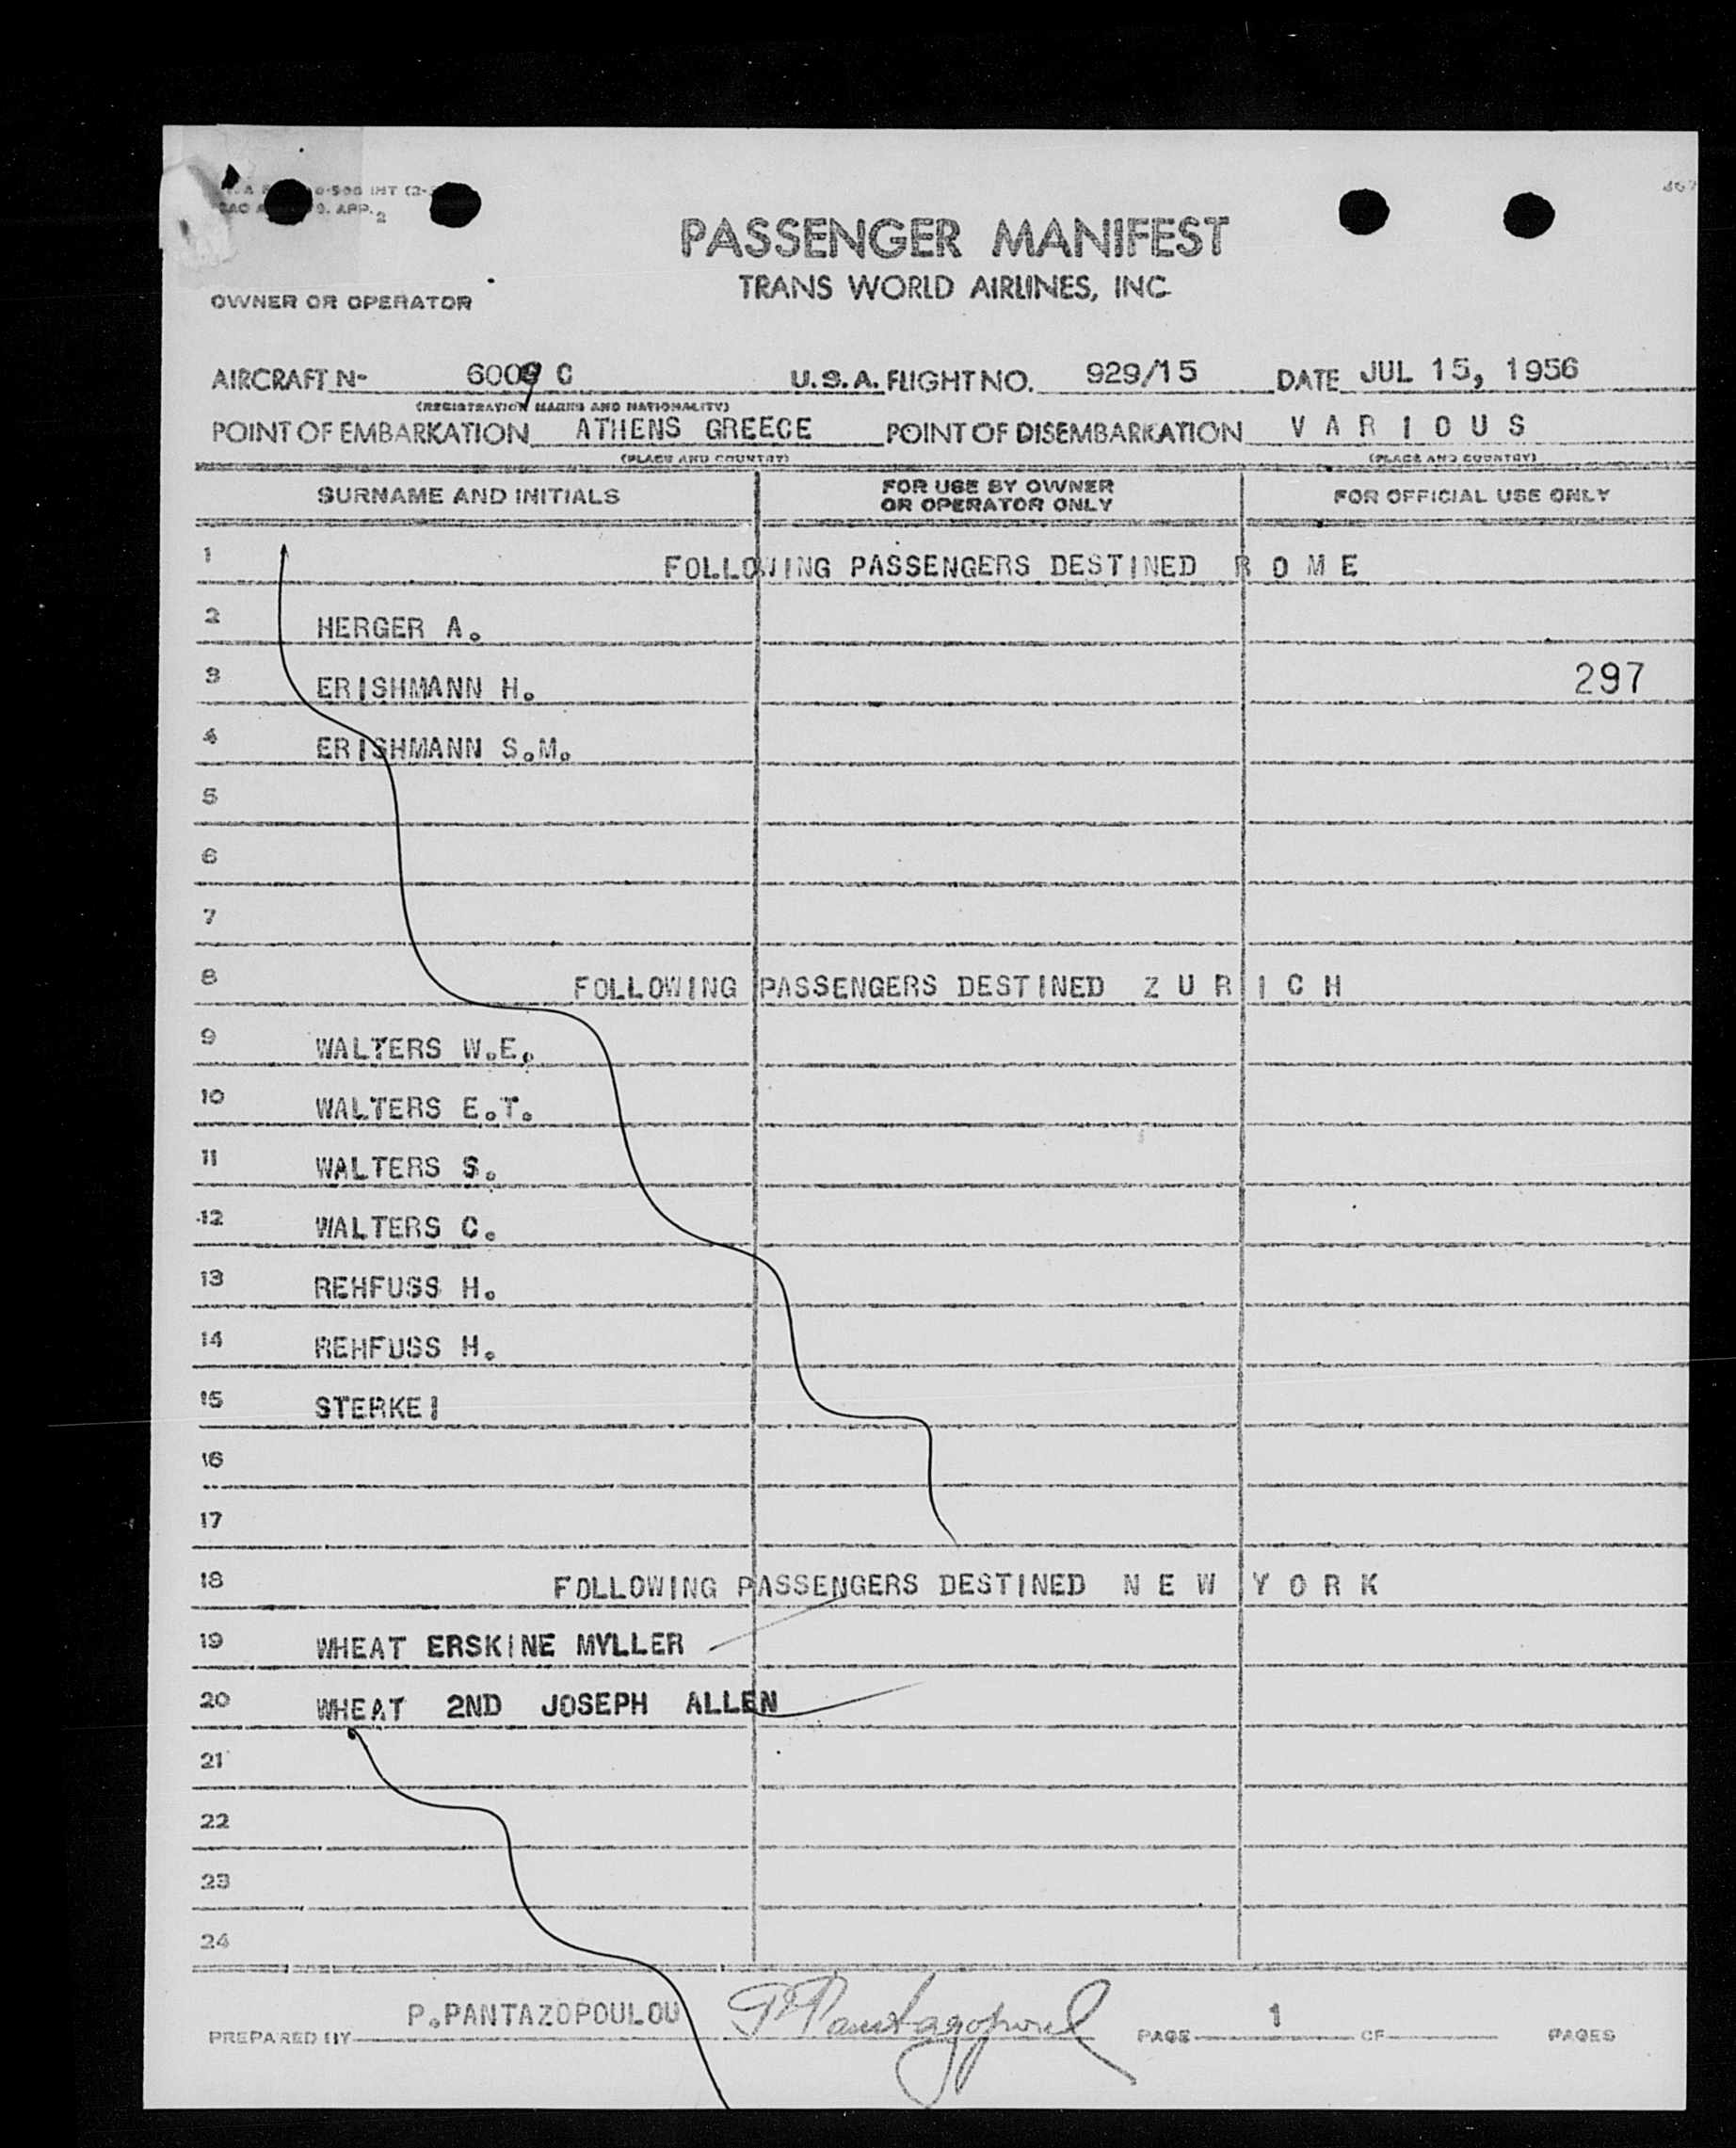 PASSENGER MANIFEST
TRANS WORLD AIRLINES, INC
OWNER OR OPERATOR
AIRCRAFT N- 6009 C U.S.A. FLIGHT NO. 929/15 DATE JUL 15, 1956
(REGISTRATION MARKS AND NATIONALITY)
POINT OF EMBARKATION ATHENS GREECE POINT OF DISEMBARKATION V A R I O U S
(PLACE AND COUNTRY) (PLACE AND COUNTRY)
SURNAME AND INITIALS FOR USE BY OWNER OR OPERATOR ONLY FOR OFFICIAL USE ONLY
1 FOLLOWING PASSENGERS DESTINED R O M E
2 HERGER A.
3 ERISHMANN H. 297
4 ERISHMANN S.M.
5
6
7
8 FOLLOWING PASSENGERS DESTINED Z U R I C H
9 WALTERS W.E.
10 WALTERS E.T.
11 WALTERS S.
12 WALTERS C.
13 REHFUSS H.
14 REHFUSS H.
15 STERKEI
16
17
18 FOLLOWING PASSENGERS DESTINED N E W Y O R K
19 WHEAT ERSKINE MYLLER
20 WHEAT 2ND JOSEPH ALLEN
21
22
23
24
PREPARED BY P.PANTAZOPOULOU PAGE 1 OF PAGES